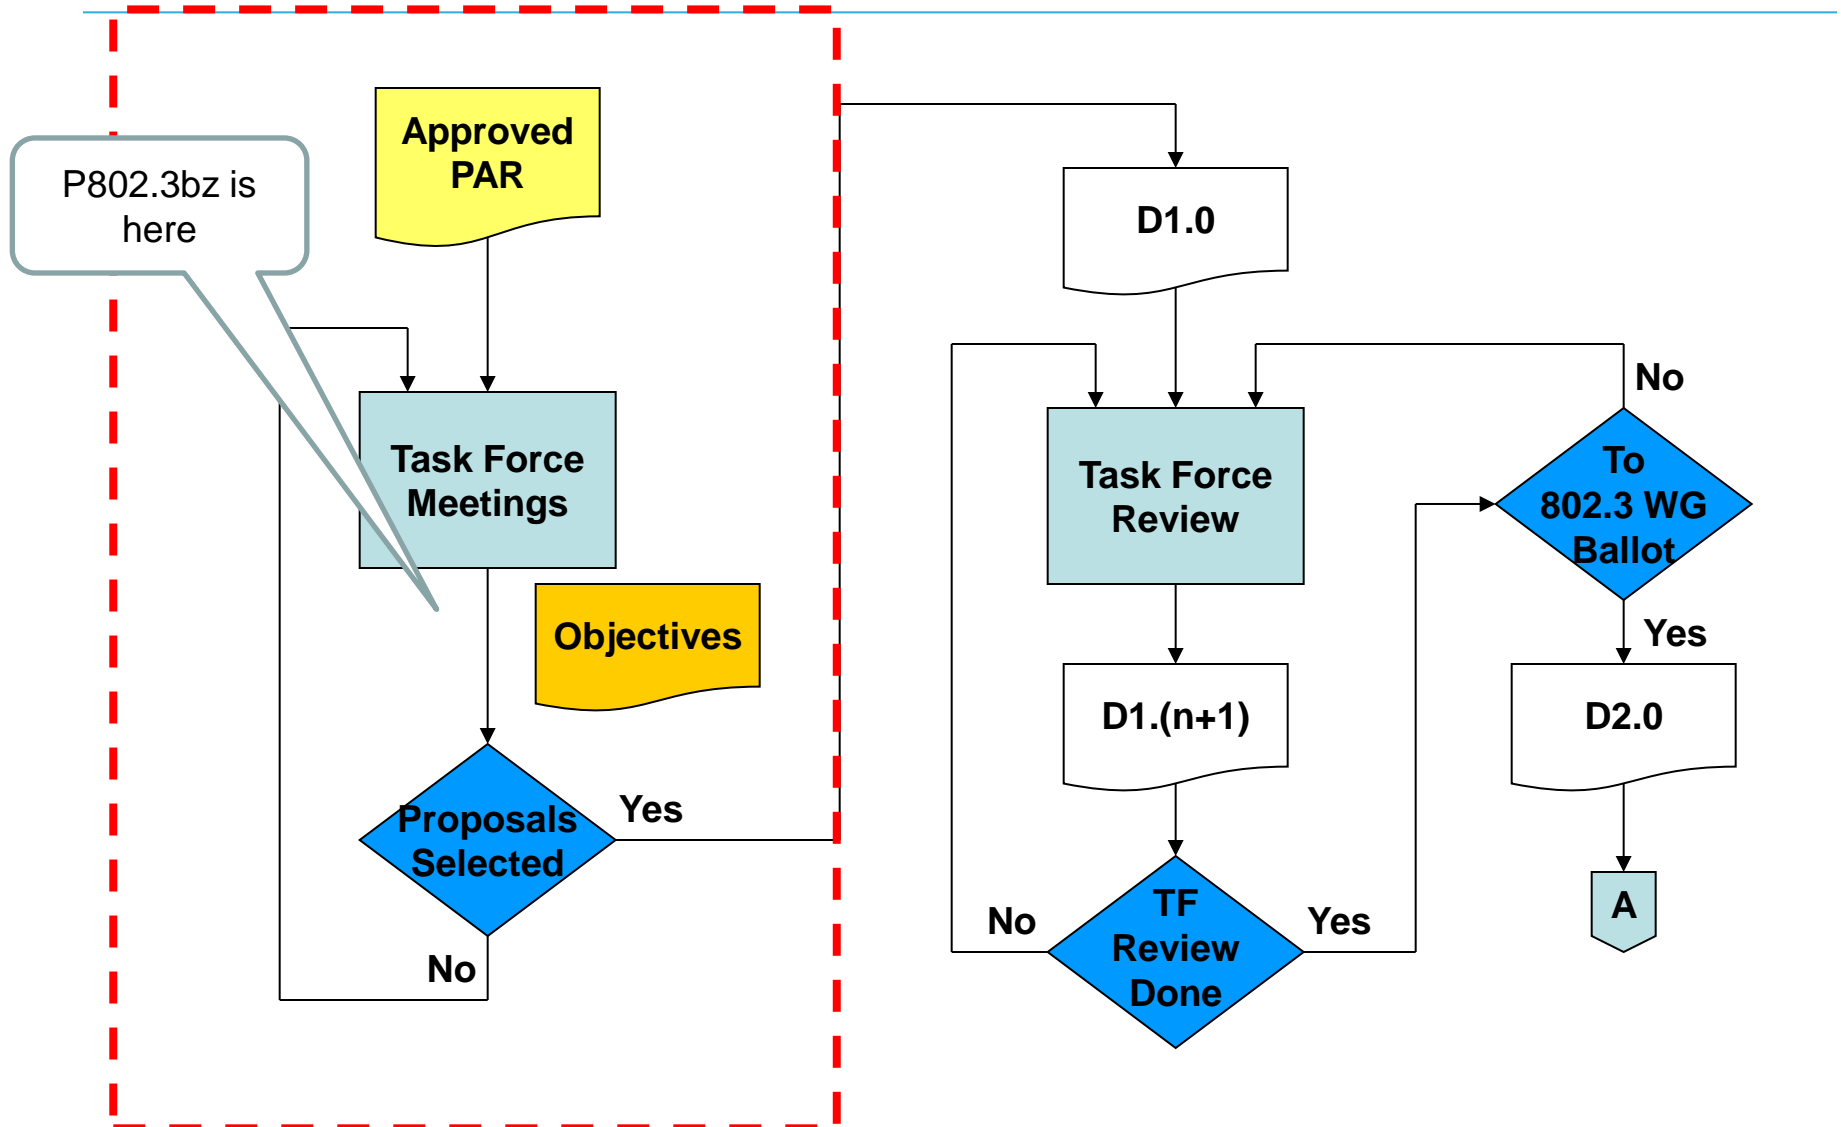 Approved
PAR
P802.3bz is
here
Task Force
Meetings
Objectives
Proposals
Selected
Yes
No
D1.0
Task Force
Review
D1.(n+1)
TF
Review
Done
No
Yes
To
802.3 WG
Ballot
No
Yes
D2.0
A